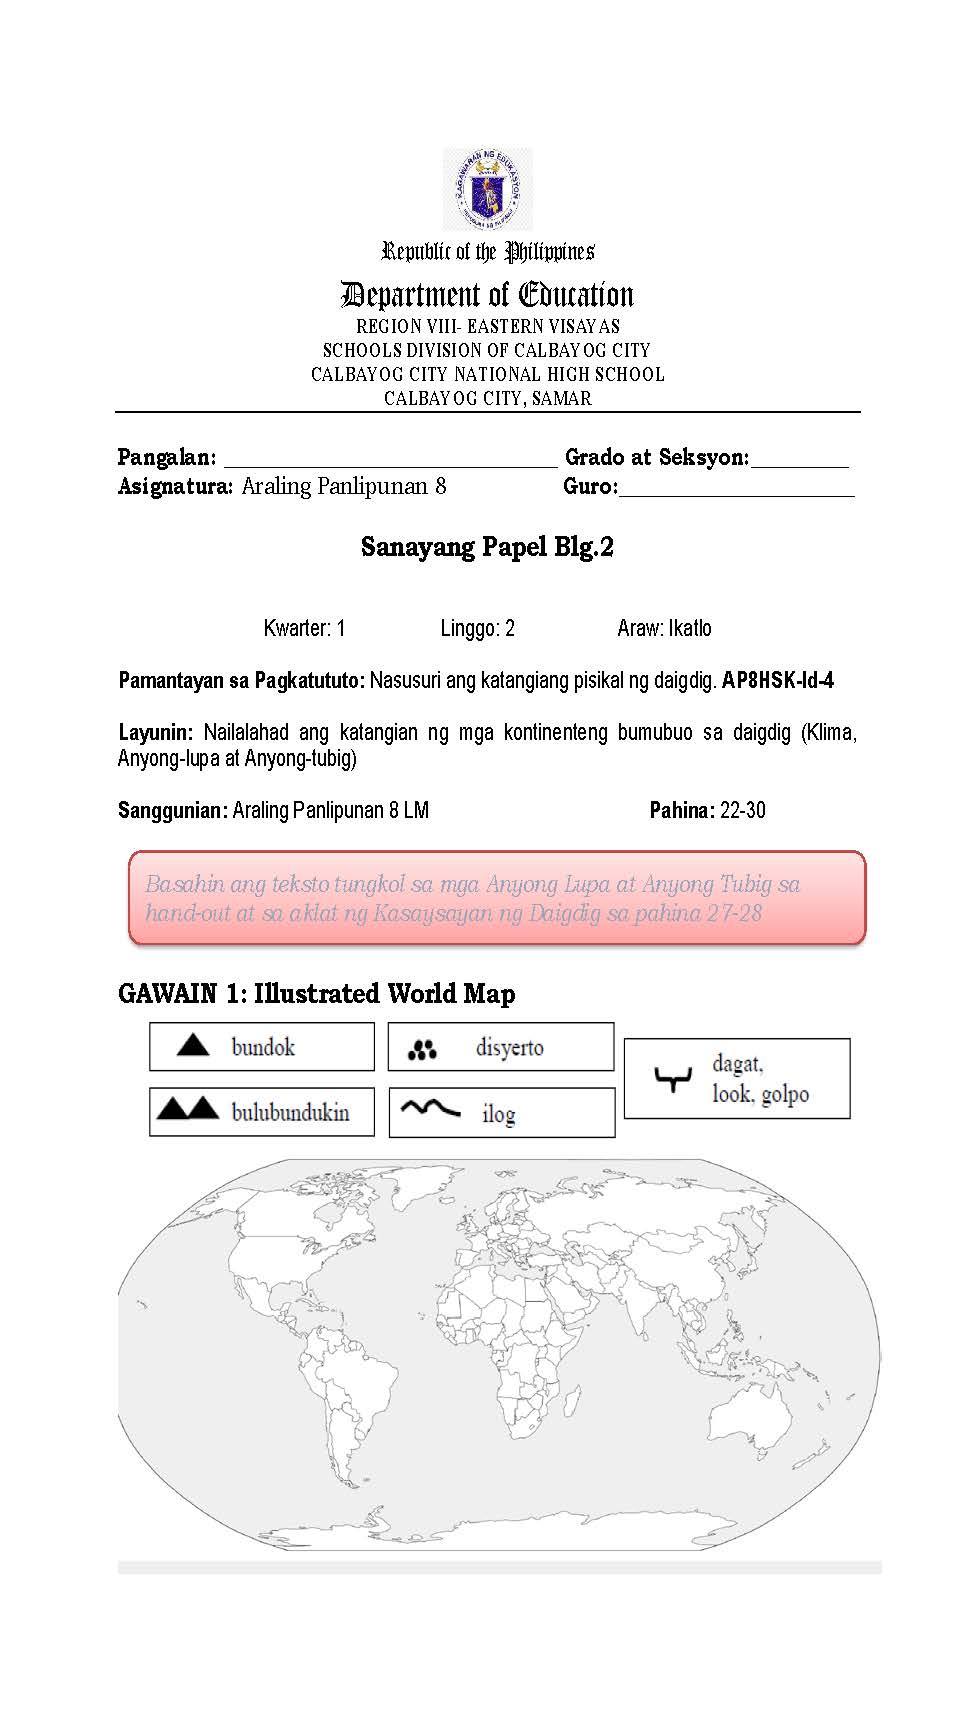 KAGAWARAN NG EDUKASYON
Republic of the Philippines
Department of Education
REGION VIII- EASTERN VISAYAS
SCHOOLS DIVISION OF CALBAYOG CITY
CALBAYOG CITY NATIONAL HIGH SCHOOL
CALBAYOG CITY, SAMAR
Pangalan: __________________________ Grado at Seksyon:________
Asignatura: Araling Panlipunan 8 Guro:___________________
Sanayang Papel Blg.2
Kwarter: 1 Linggo: 2 Araw: Ikatlo
Pamantayan sa Pagkatututo: Nasusuri ang katangiang pisikal ng daigdig. AP8HSK-Id-4
Layunin: Nailalahad ang katangian ng mga kontinenteng bumubuo sa daigdig (Klima,
Anyong-lupa at Anyong-tubig)
Sanggunian: Araling Panlipunan 8 LM Pahina: 22-30
Basahin ang teksto tungkol sa mga Anyong Lupa at Anyong Tubig sa
hand-out at sa aklat ng Kasaysayan ng Daigdig sa pahina 27-28
GAWAIN 1: Illustrated World Map
bundok
disyerto
dagat,
look, golpo
bulubundukin
ilog